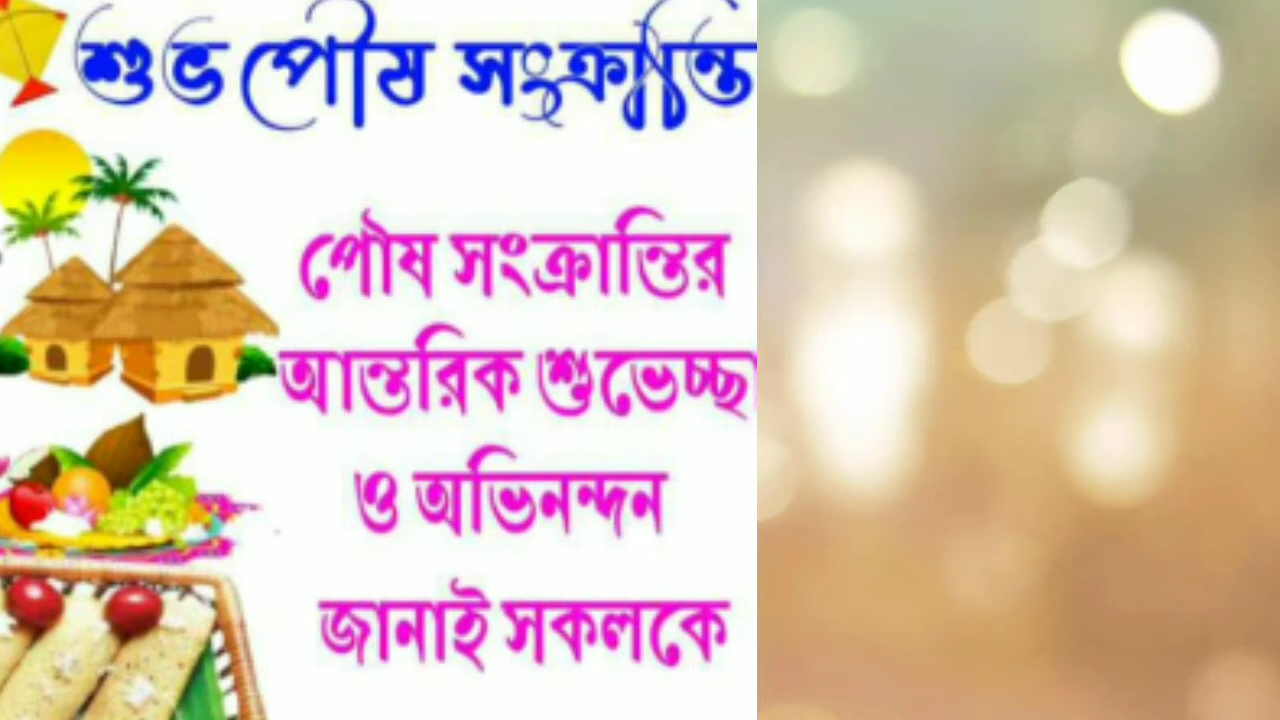 শুভ পৌষ সংক্রান্তি
পৌষ সংক্রান্তির
আন্তরিক শুভেচ্ছা
ও অভিনন্দন
জানাই সকলকে